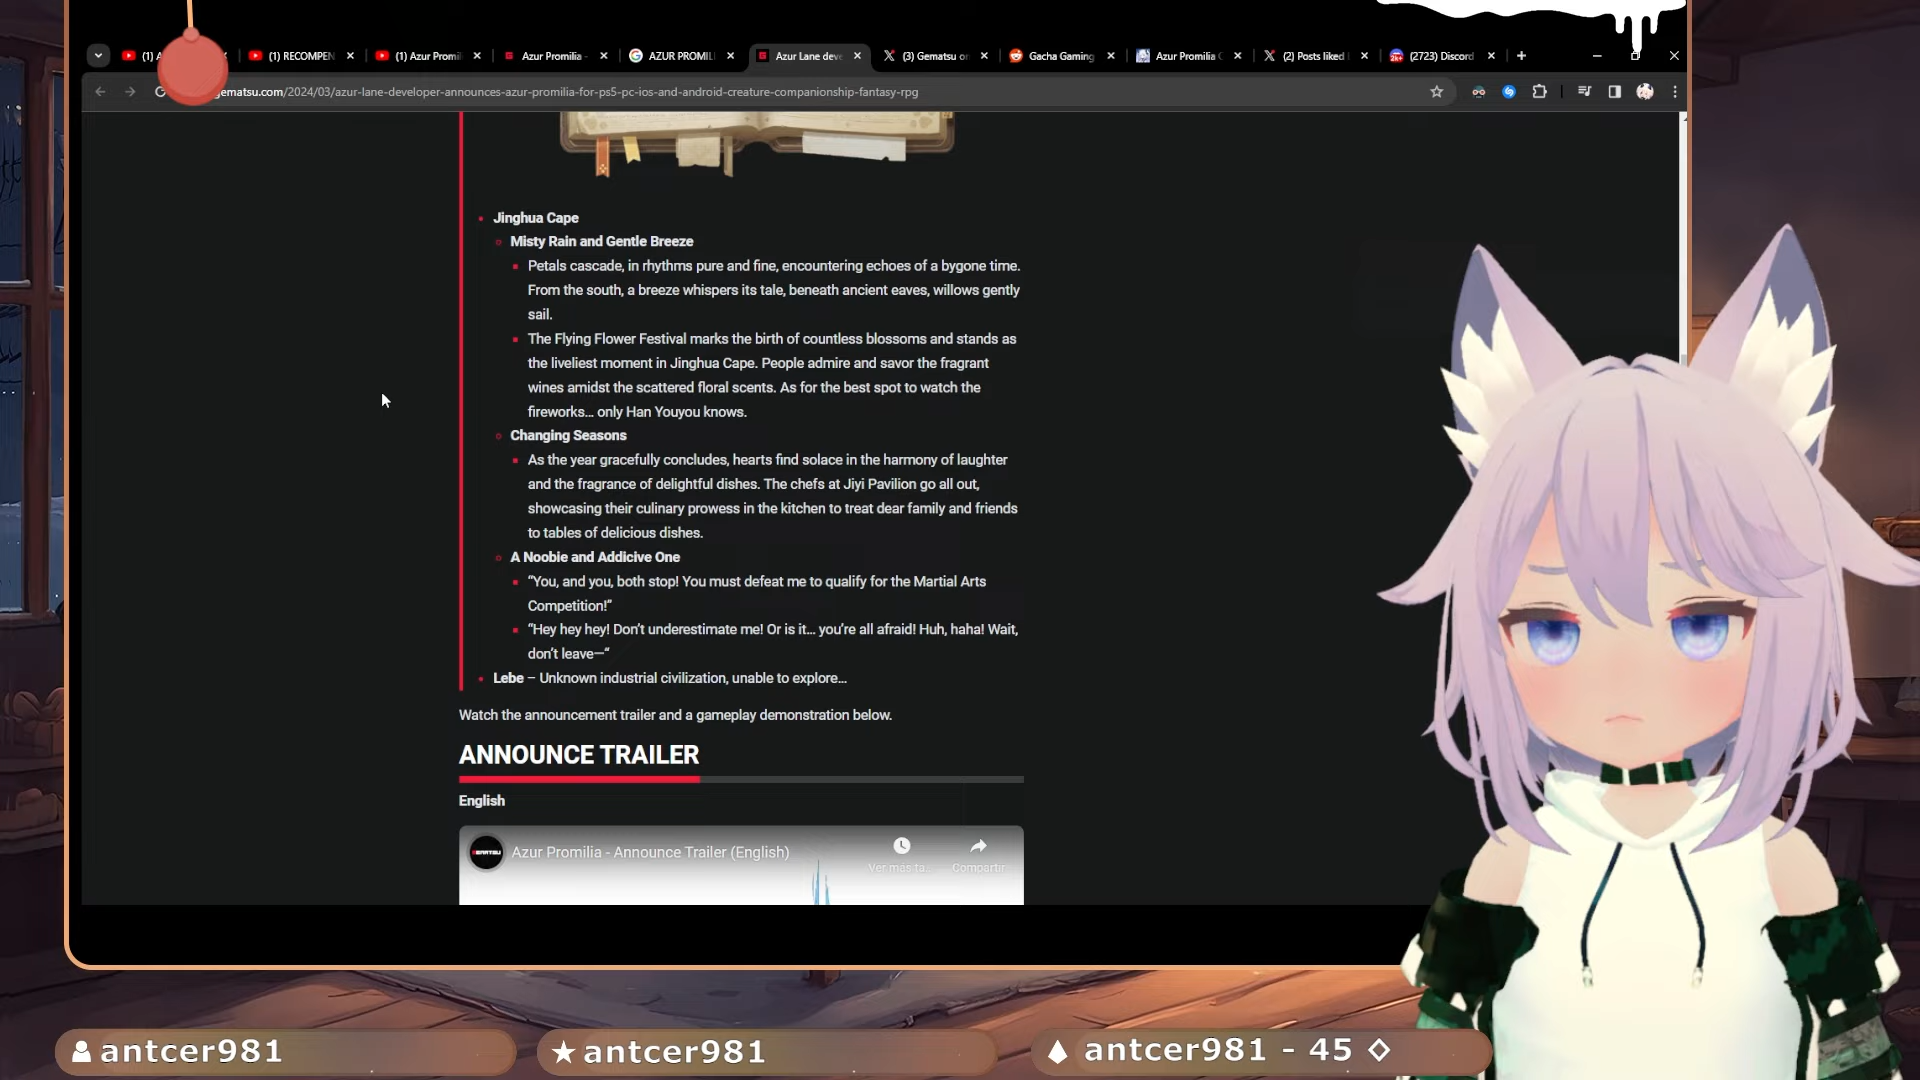 (1) A
(1) RECOMPEN
(1) Azur Promil
Azur Promilia -
AZUR PROMILI
Azur Lane deve
(3) Gematsu on
Gacha Gaming
Azur Promilia C
(2) Posts liked
(2723) Discord
ematsu.com/2024/03/azur-lane-developer-announces-azur-promilia-for-ps5-pc-ios-and-android-creature-companionship-fantasy-rpg
Jinghua Cape
Misty Rain and Gentle Breeze
Petals cascade, in rhythms pure and fine, encountering echoes of a bygone time.
From the south, a breeze whispers its tale, beneath ancient eaves, willows gently
sail.
The Flying Flower Festival marks the birth of countless blossoms and stands as
the liveliest moment in Jinghua Cape. People admire and savor the fragrant
wines amidst the scattered floral scents. As for the best spot to watch the
fireworks… only Han Youyou knows.
Changing Seasons
As the year gracefully concludes, hearts find solace in the harmony of laughter
and the fragrance of delightful dishes. The chefs at Jiyi Pavilion go all out,
showcasing their culinary prowess in the kitchen to treat dear family and friends
to tables of delicious dishes.
A Noobie and Addicive One
“You, and you, both stop! You must defeat me to qualify for the Martial Arts
Competition!”
“Hey hey hey! Don’t underestimate me! Or is it… you’re all afraid! Huh, haha! Wait,
don’t leave—“
Lebe – Unknown industrial civilization, unable to explore…
Watch the announcement trailer and a gameplay demonstration below.
ANNOUNCE TRAILER
English
GEMATSU
Azur Promilia - Announce Trailer (English)
Ver más ta...
Compartir
antcer981
antcer981
antcer981 - 45